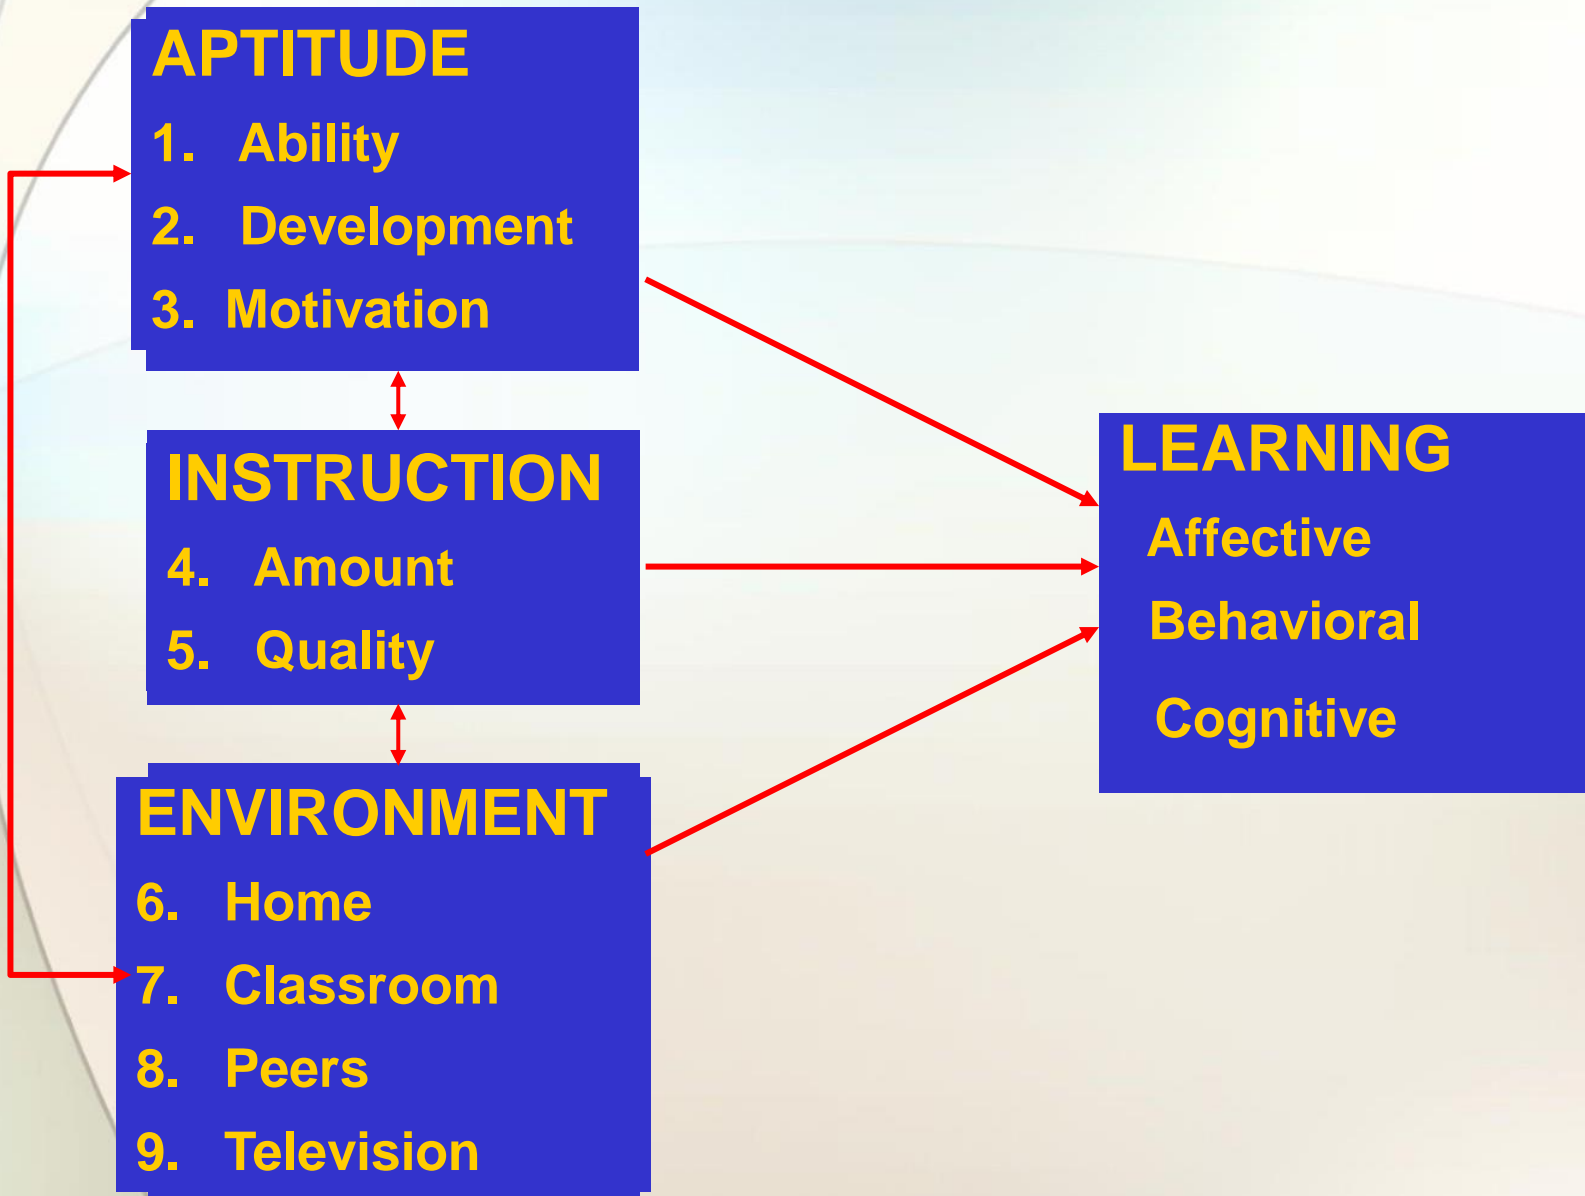 APTITUDE
1. Ability
2. Development
3. Motivation
INSTRUCTION
4. Amount
5. Quality
ENVIRONMENT
6. Home
7. Classroom
8. Peers
9. Television
LEARNING
Affective
Behavioral
Cognitive